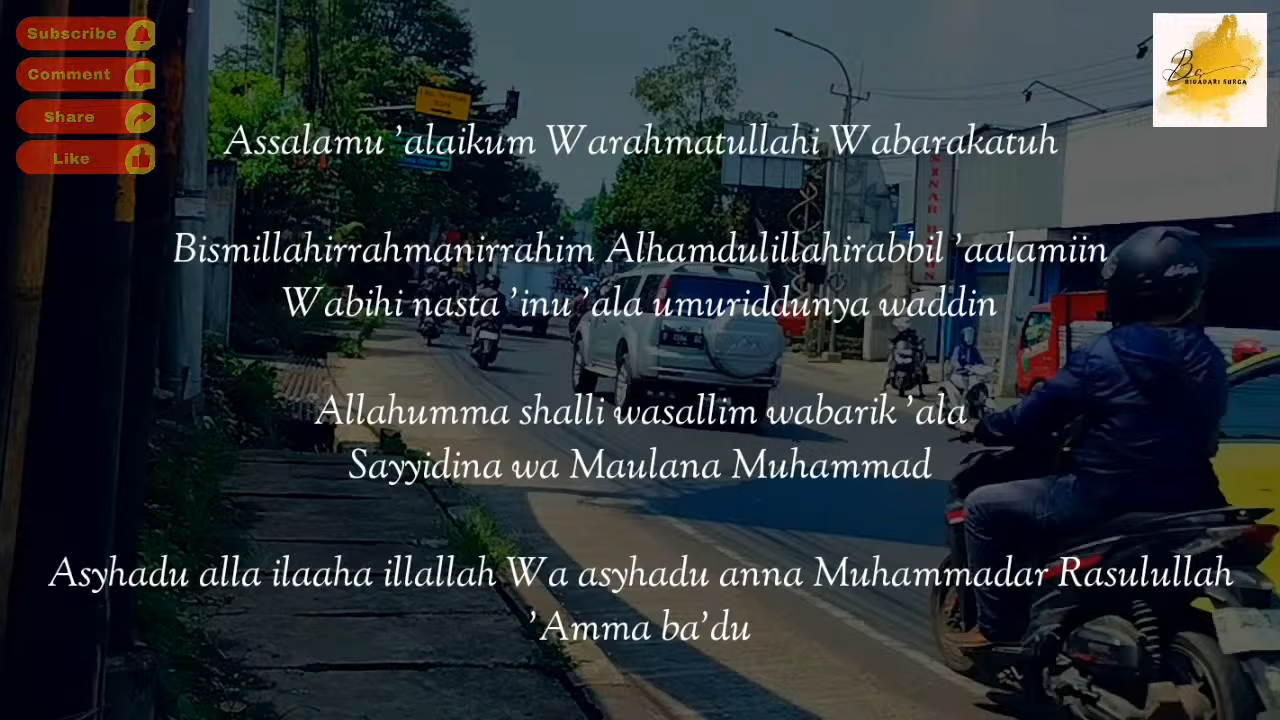 Subscribe
Comment
Share
Like
BIDADARI SURGA
Assalamu 'alaikum Warahmatullahi Wabarakatuh
Bismillahirrahmanirrahim Alhamdulillahirabbil 'aalamiin
Wabihi nasta 'inu 'ala umuriddunya waddin
Allahumma shalli wasallim wabarik 'ala
Sayyidina wa Maulana Muhammad
Asyhadu alla ilaaha illallah Wa asyhadu anna Muhammadar Rasulullah
'Amma ba'du